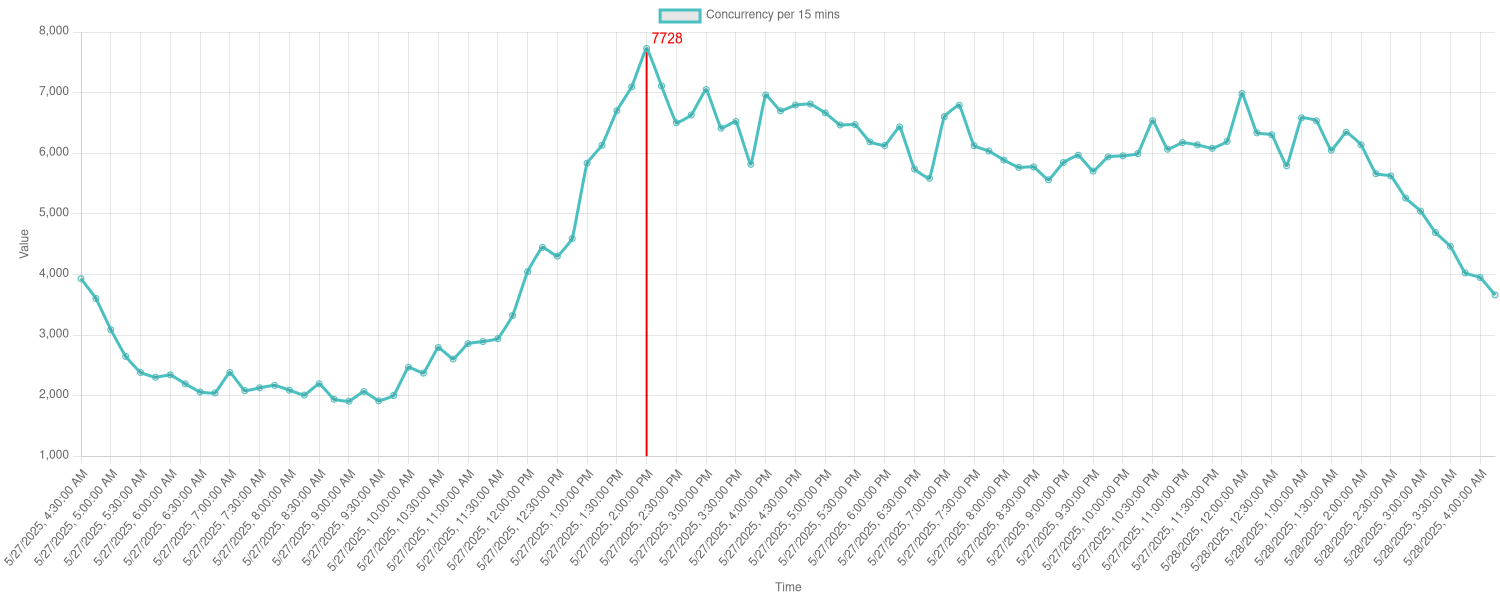 Concurrency per 15 mins
7728
8,000
7,000
6,000
5,000
4,000
3,000
2,000
1,000
Value
5/27/2025, 4:30:00 AM
5/27/2025, 5:00:00 AM
5/27/2025, 5:30:00 AM
5/27/2025, 6:00:00 AM
5/27/2025, 6:30:00 AM
5/27/2025, 7:00:00 AM
5/27/2025, 7:30:00 AM
5/27/2025, 8:00:00 AM
5/27/2025, 8:30:00 AM
5/27/2025, 9:00:00 AM
5/27/2025, 9:30:00 AM
5/27/2025, 10:00:00 AM
5/27/2025, 10:30:00 AM
5/27/2025, 11:00:00 AM
5/27/2025, 11:30:00 AM
5/27/2025, 12:00:00 PM
5/27/2025, 12:30:00 PM
5/27/2025, 1:00:00 PM
5/27/2025, 1:30:00 PM
5/27/2025, 2:00:00 PM
5/27/2025, 2:30:00 PM
5/27/2025, 3:00:00 PM
5/27/2025, 3:30:00 PM
5/27/2025, 4:00:00 PM
5/27/2025, 4:30:00 PM
5/27/2025, 5:00:00 PM
5/27/2025, 5:30:00 PM
5/27/2025, 6:00:00 PM
5/27/2025, 6:30:00 PM
5/27/2025, 7:00:00 PM
5/27/2025, 7:30:00 PM
5/27/2025, 8:00:00 PM
5/27/2025, 8:30:00 PM
5/27/2025, 9:00:00 PM
5/27/2025, 9:30:00 PM
5/27/2025, 10:00:00 PM
5/27/2025, 10:30:00 PM
5/27/2025, 11:00:00 PM
5/27/2025, 11:30:00 PM
5/28/2025, 12:00:00 AM
5/28/2025, 12:30:00 AM
5/28/2025, 1:00:00 AM
5/28/2025, 1:30:00 AM
5/28/2025, 2:00:00 AM
5/28/2025, 2:30:00 AM
5/28/2025, 3:00:00 AM
5/28/2025, 3:30:00 AM
5/28/2025, 4:00:00 AM
Time